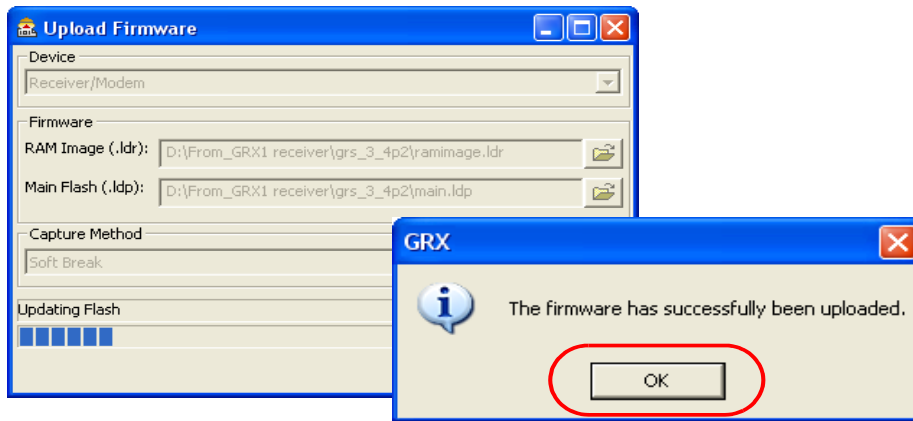 Upload Firmware
Device
Receiver/Modem
Firmware
RAM Image (.ldr):
D:\From_GRX1 receiver\grs_3_4p2\ramimage.ldr
Main Flash (.ldp):
D:\From_GRX1 receiver\grs_3_4p2\main.ldp
Capture Method
Soft Break
Updating Flash
GRX
The firmware has successfully been uploaded.
OK